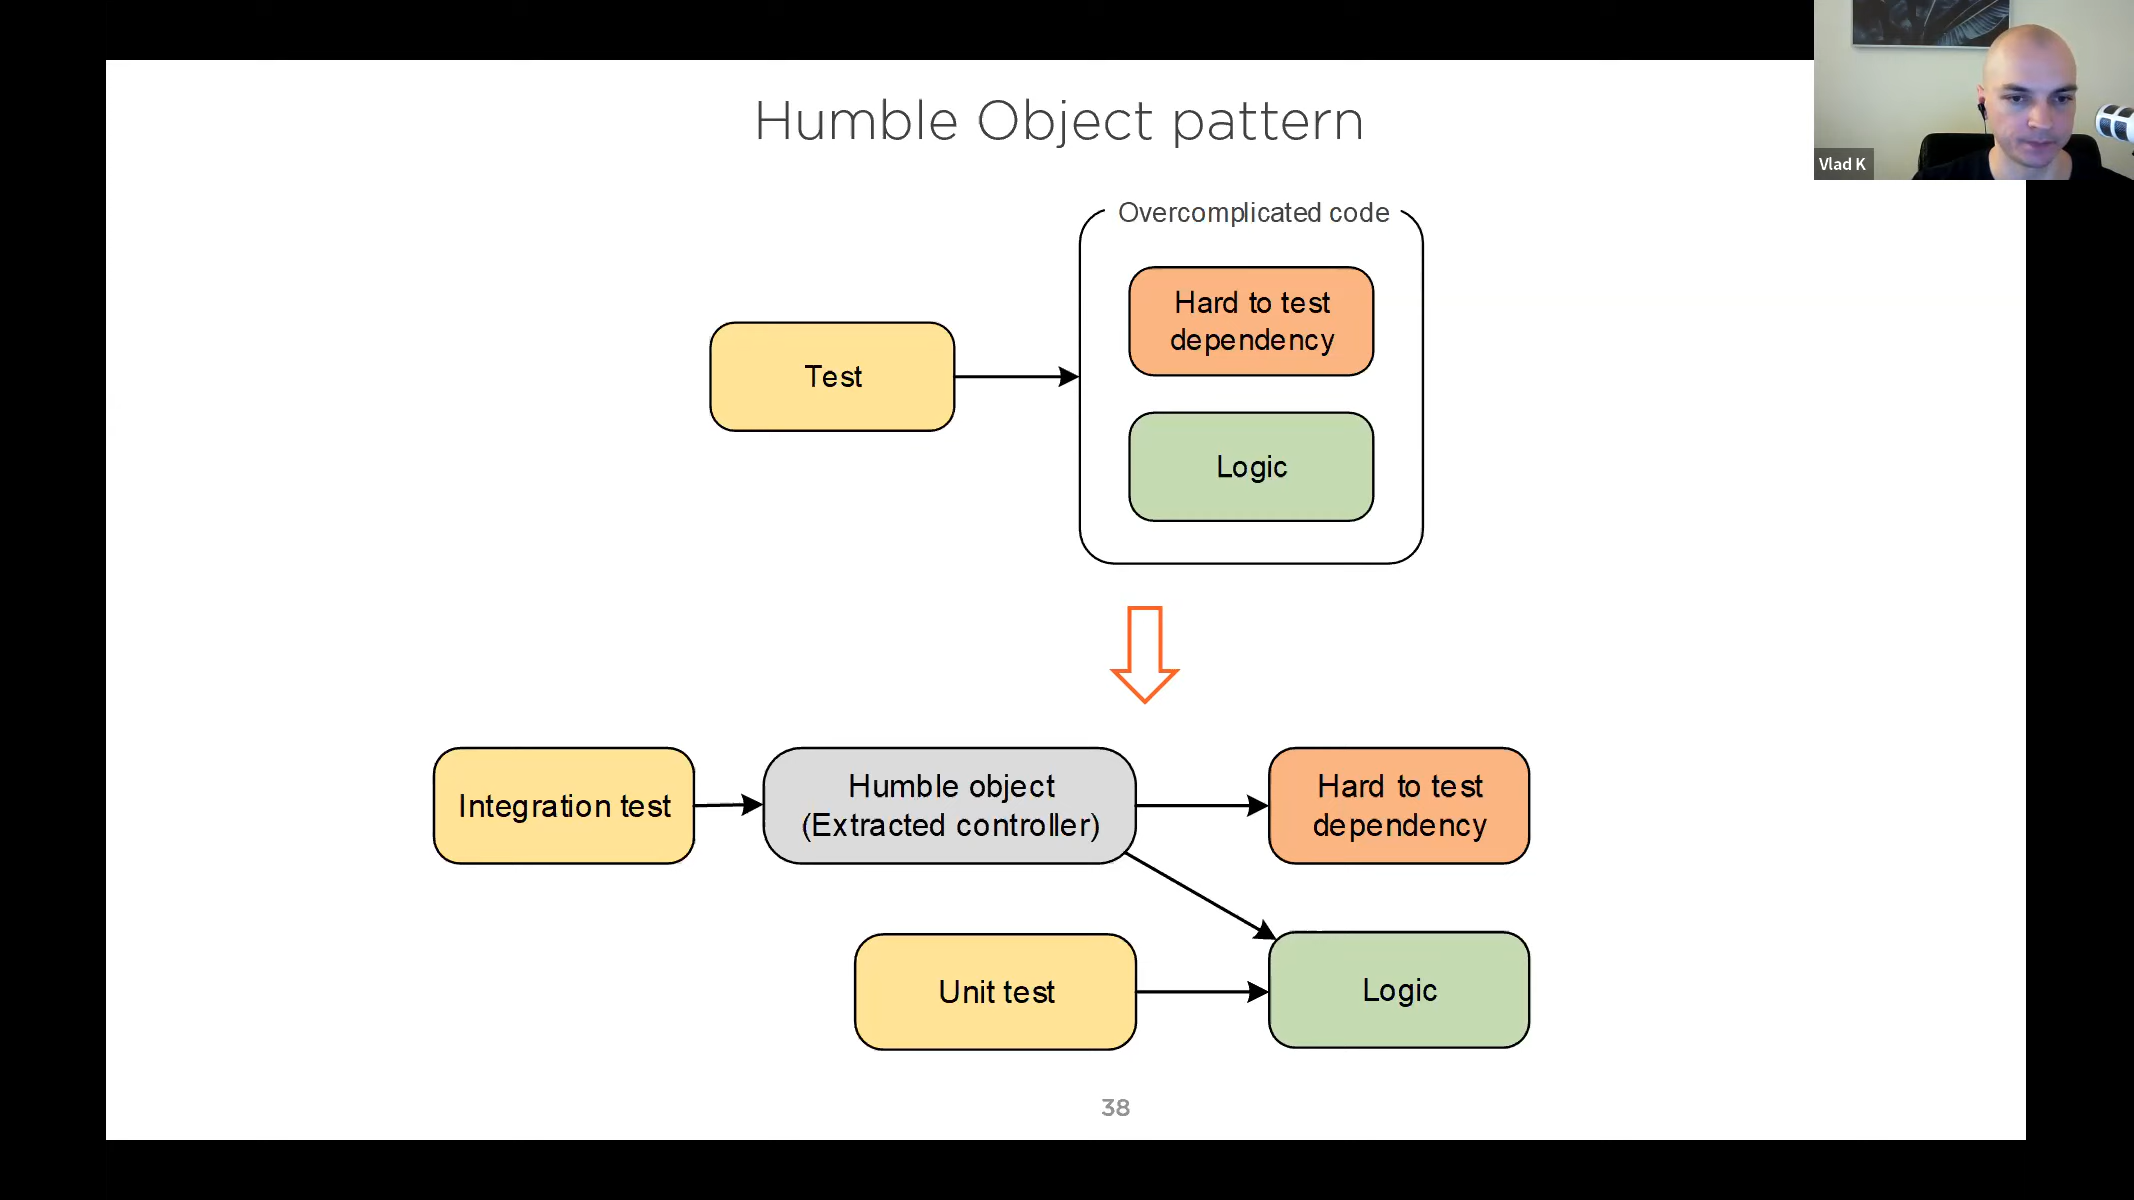 Humble Object pattern
Vlad K
Overcomplicated code
Hard to test
dependency
Test
Logic
Integration test
Humble object
(Extracted controller)
Hard to test
dependency
Unit test
Logic
38